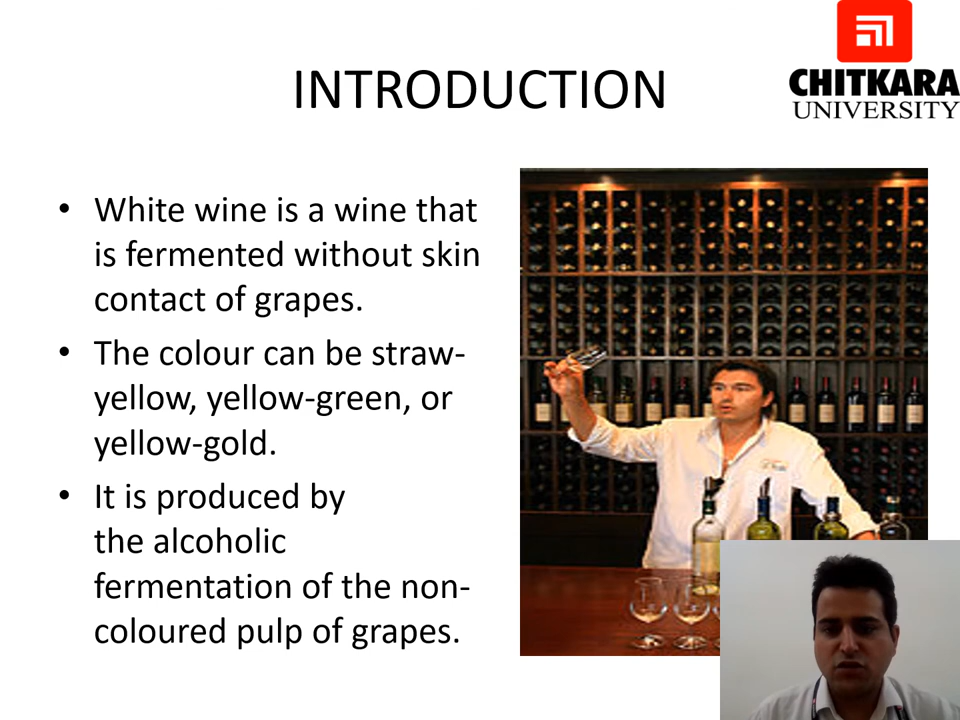 CHITKARA
UNIVERSITY
INTRODUCTION
• White wine is a wine that
is fermented without skin
contact of grapes.
• The colour can be straw-
yellow, yellow-green, or
yellow-gold.
• It is produced by
the alcoholic
fermentation of the non-
coloured pulp of grapes.